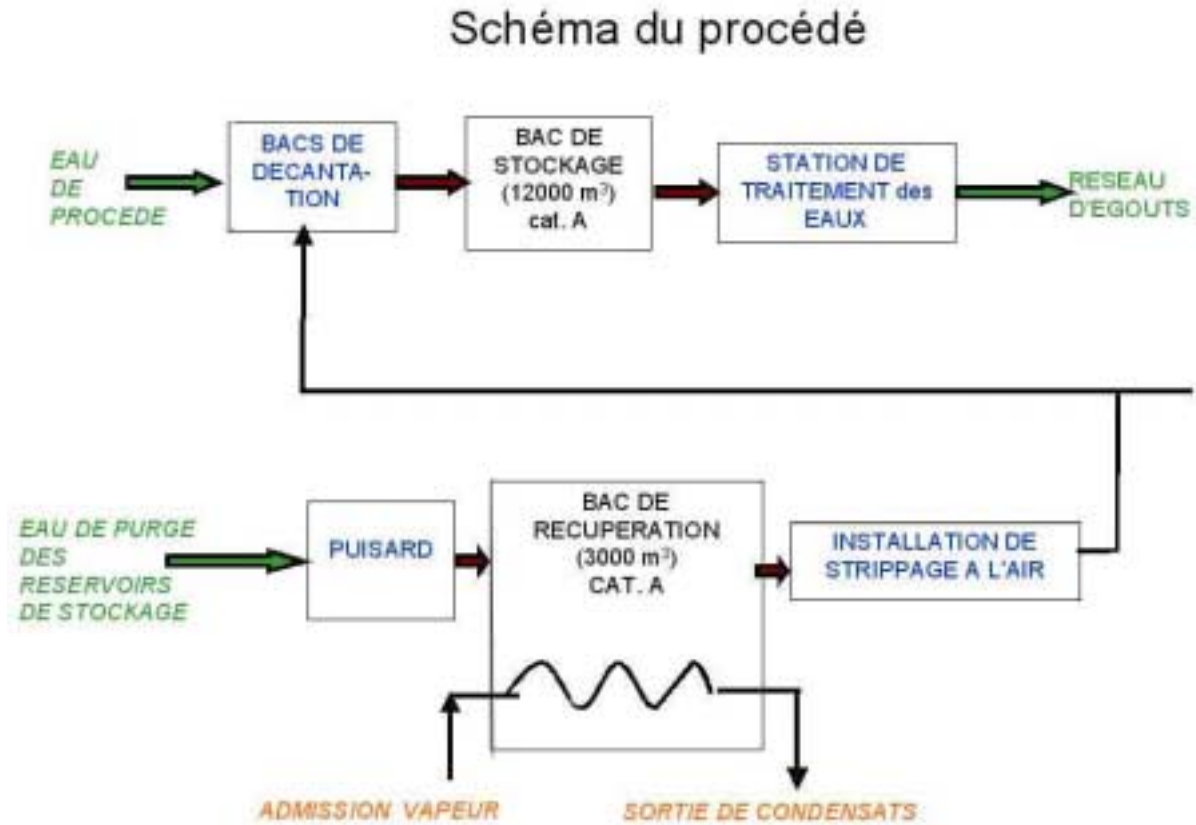 Schéma du procédé
EAU
DE
PROCEDE
BACS DE
DECANTA-
TION
BAC DE
STOCKAGE
(12000 m³)
cat. A
STATION DE
TRAITEMENT des
EAUX
RESEAU
D'EGOUTS
EAU DE PURGE
DES
RESERVOIRS
DE STOCKAGE
PUISARD
BAC DE
RECUPERATION
(3000 m³)
CAT. A
INSTALLATION DE
STRIPPAGE A L'AIR
ADMISSION VAPEUR
SORTIE DE CONDENSATS